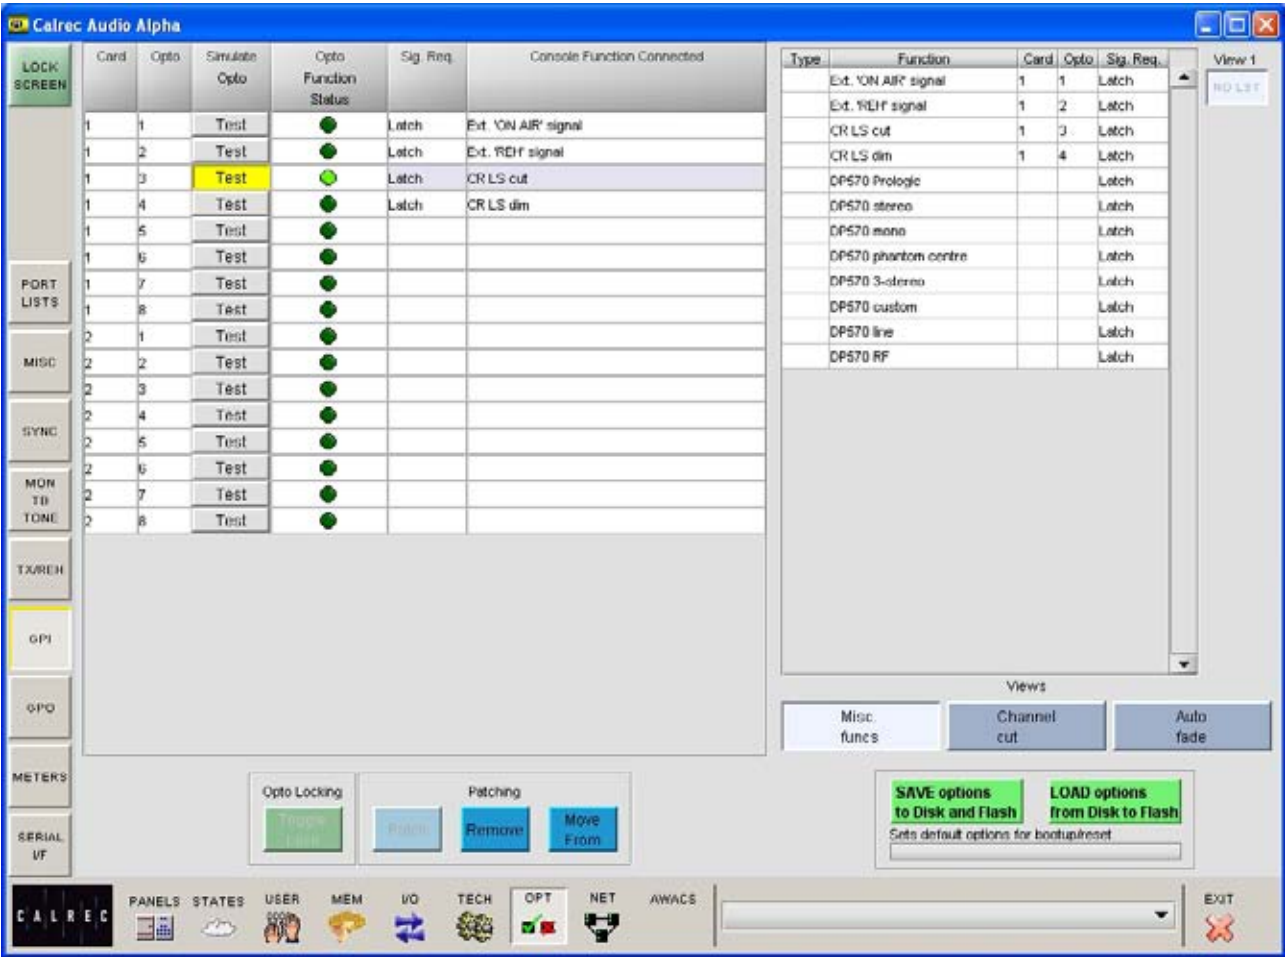 Calrec Audio Alpha
LOCK
SCREEN
PORT
LISTS
MISC
SYNC
MON
TB
TONE
TX/REH
GPI
GPO
METERS
SERIAL
I/F
Card Opto Simulate Opto Opto Function Status Sig. Req. Console Function Connected
1 1 Test Latch Ext. 'ON AIR' signal
1 2 Test Latch Ext. 'REH' signal
1 3 Test Latch CR LS cut
1 4 Test Latch CR LS dim
1 5 Test
1 6 Test
1 7 Test
1 8 Test
2 1 Test
2 2 Test
2 3 Test
2 4 Test
2 5 Test
2 6 Test
2 7 Test
2 8 Test
Type Function Card Opto Sig. Req.
Ext. 'ON AIR' signal 1 1 Latch
Ext. 'REH' signal 1 2 Latch
CR LS cut 1 3 Latch
CR LS dim 1 4 Latch
DP570 Prologic Latch
DP570 stereo Latch
DP570 mono Latch
DP570 phantom centre Latch
DP570 3-stereo Latch
DP570 custom Latch
DP570 line Latch
DP570 RF Latch
View 1
NO LST
Views
Misc.
funcs
Channel
cut
Auto
fade
Opto Locking
Toggle
Lock
Patching
Patch
Remove
Move
From
SAVE options
to Disk and Flash
LOAD options
from Disk to Flash
Sets default options for bootup/reset
CALREC
PANELS STATES USER MEM I/O TECH OPT NET AWACS EXIT